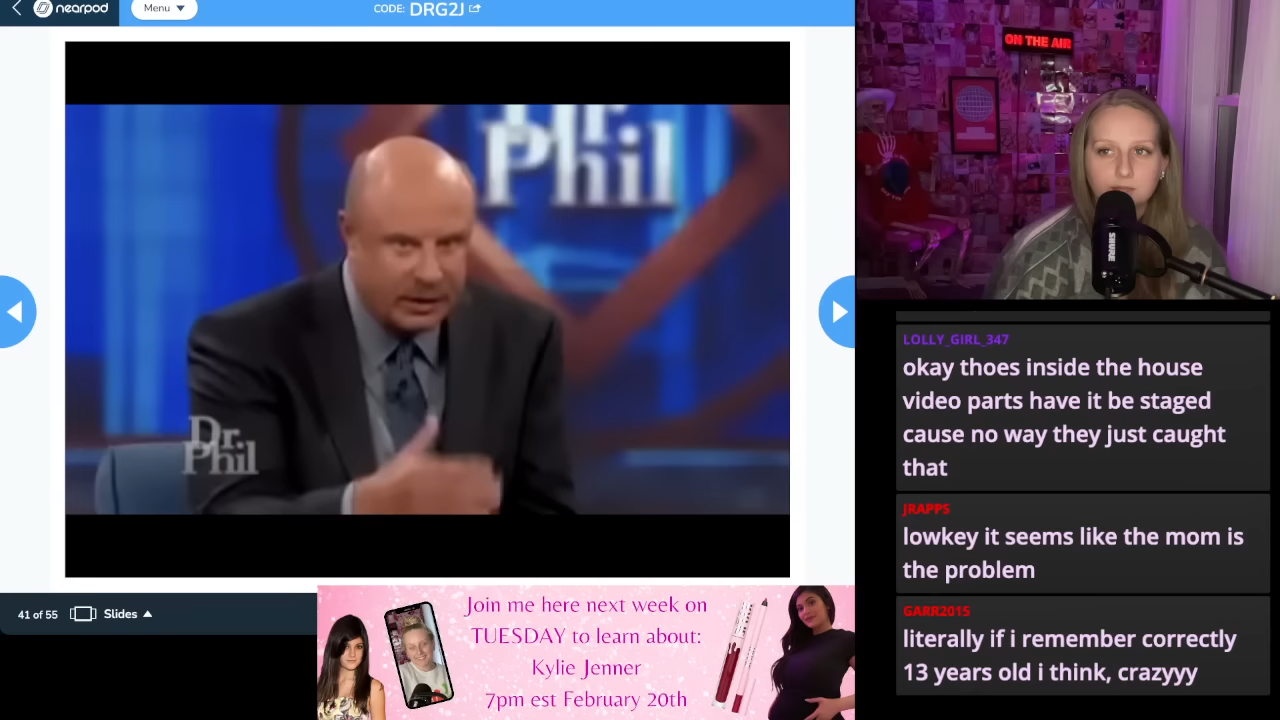 nearpod
Menu
CODE: DRG2J
ON THE AIR
Dr.
Phil
Dr.
Phil
SHURE
LOLLY_GIRL_347
okay thoes inside the house
video parts have it be staged
cause no way they just caught
that
JRAPPS
lowkey it seems like the mom is
the problem
GARR2015
literally if i remember correctly
13 years old i think, crazyyy
41 of 55
Slides
Join me here next week on
TUESDAY to learn about:
Kylie Jenner
7pm est February 20th